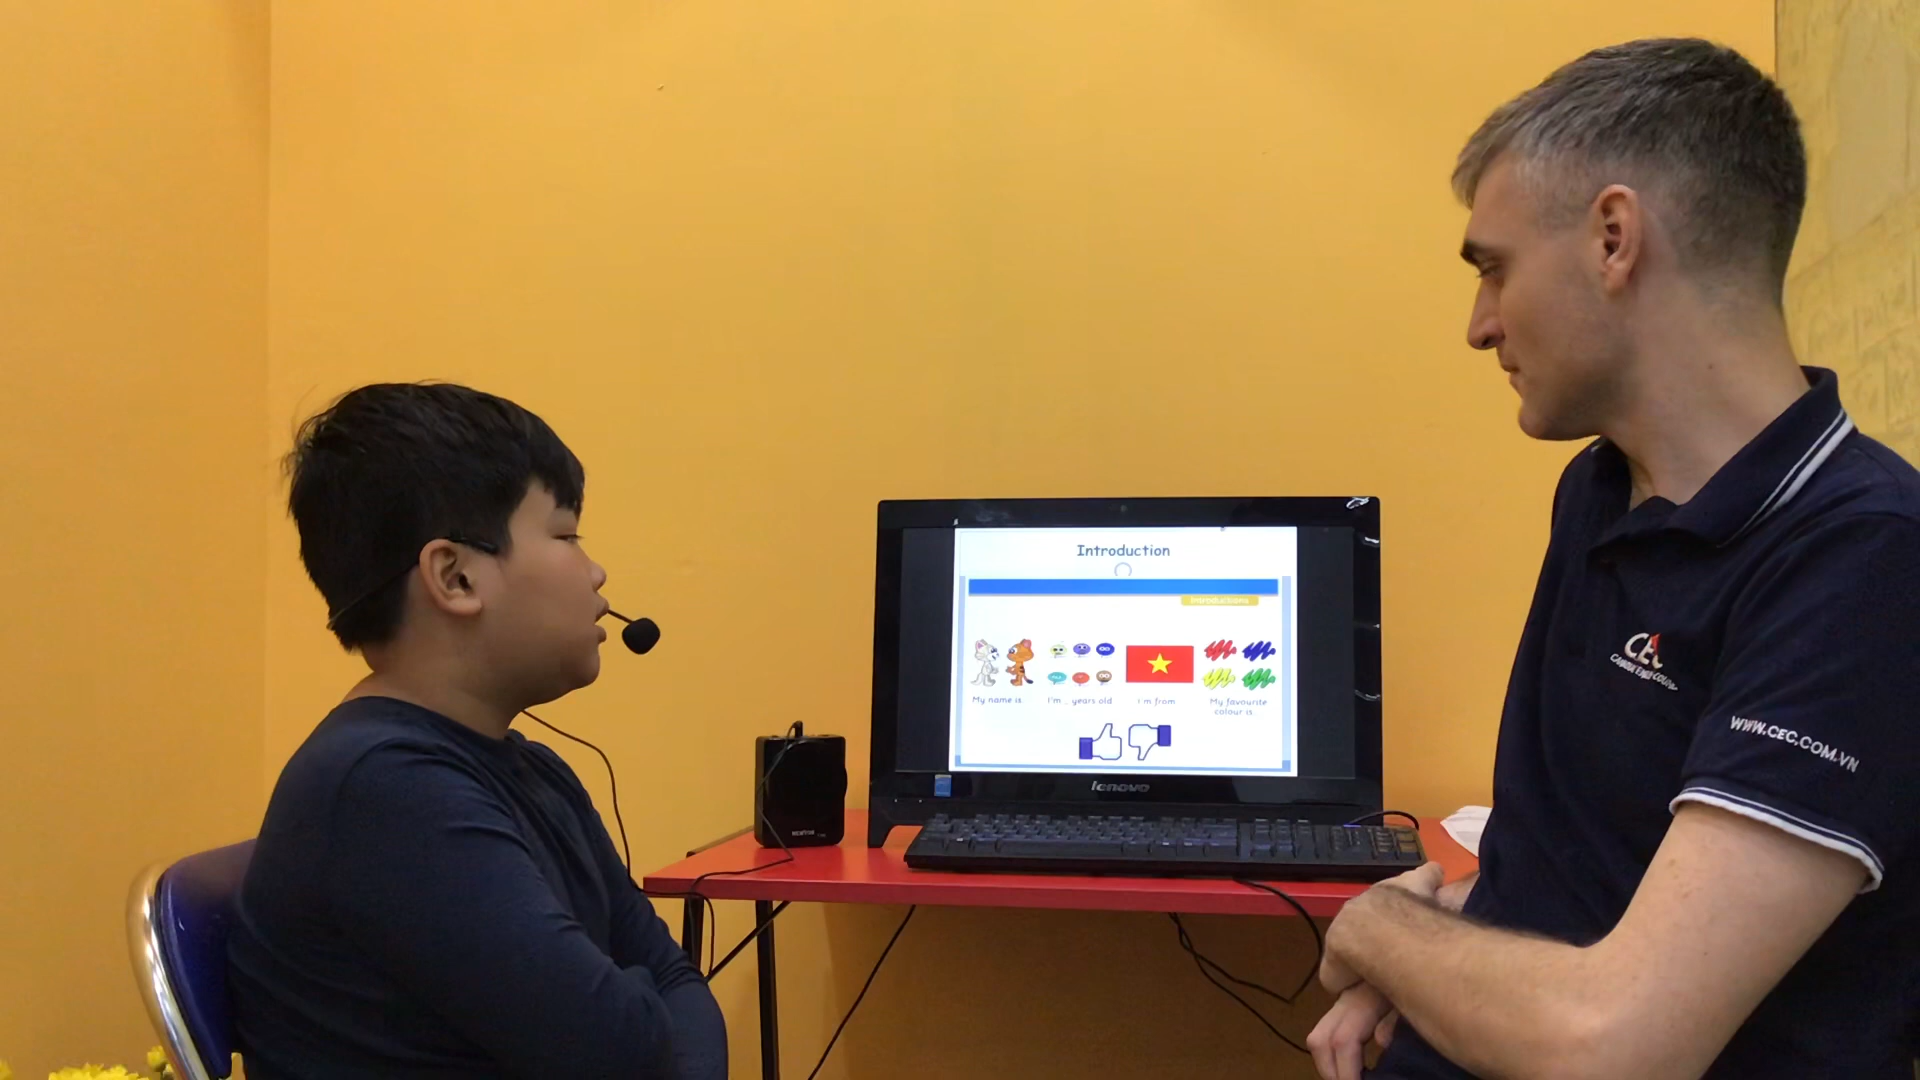 Introduction
Introductions
My name is
I'm .. years old
I'm from
My favourite
colour is..
lenovo
CEC
WWW.CEC.COM.VN